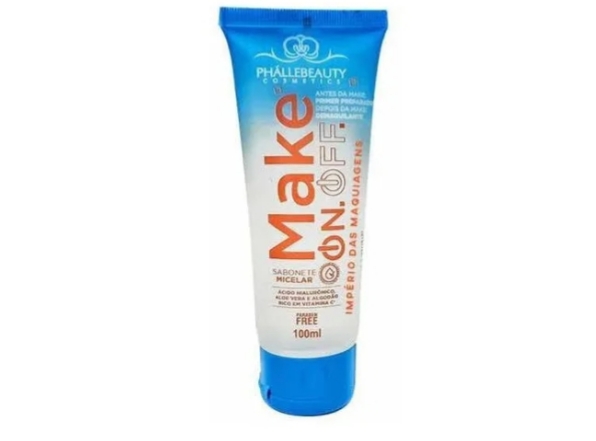 PHÁLLEBEAUTY
COSMETICS
ANTES DA MAKE,
PRIMER PREPARADOR
DEPOIS DA MAKE,
DEMAQUILANTE
Make
ON. OFF.
IMPÉRIO DAS MAQUIAGENS
SABONETE
MICELAR
ÁCIDO HIALURÔNICO,
ALOE VERA E ALGODÃO
RICO EM VITAMINA C
PARABEN
FREE
100ml